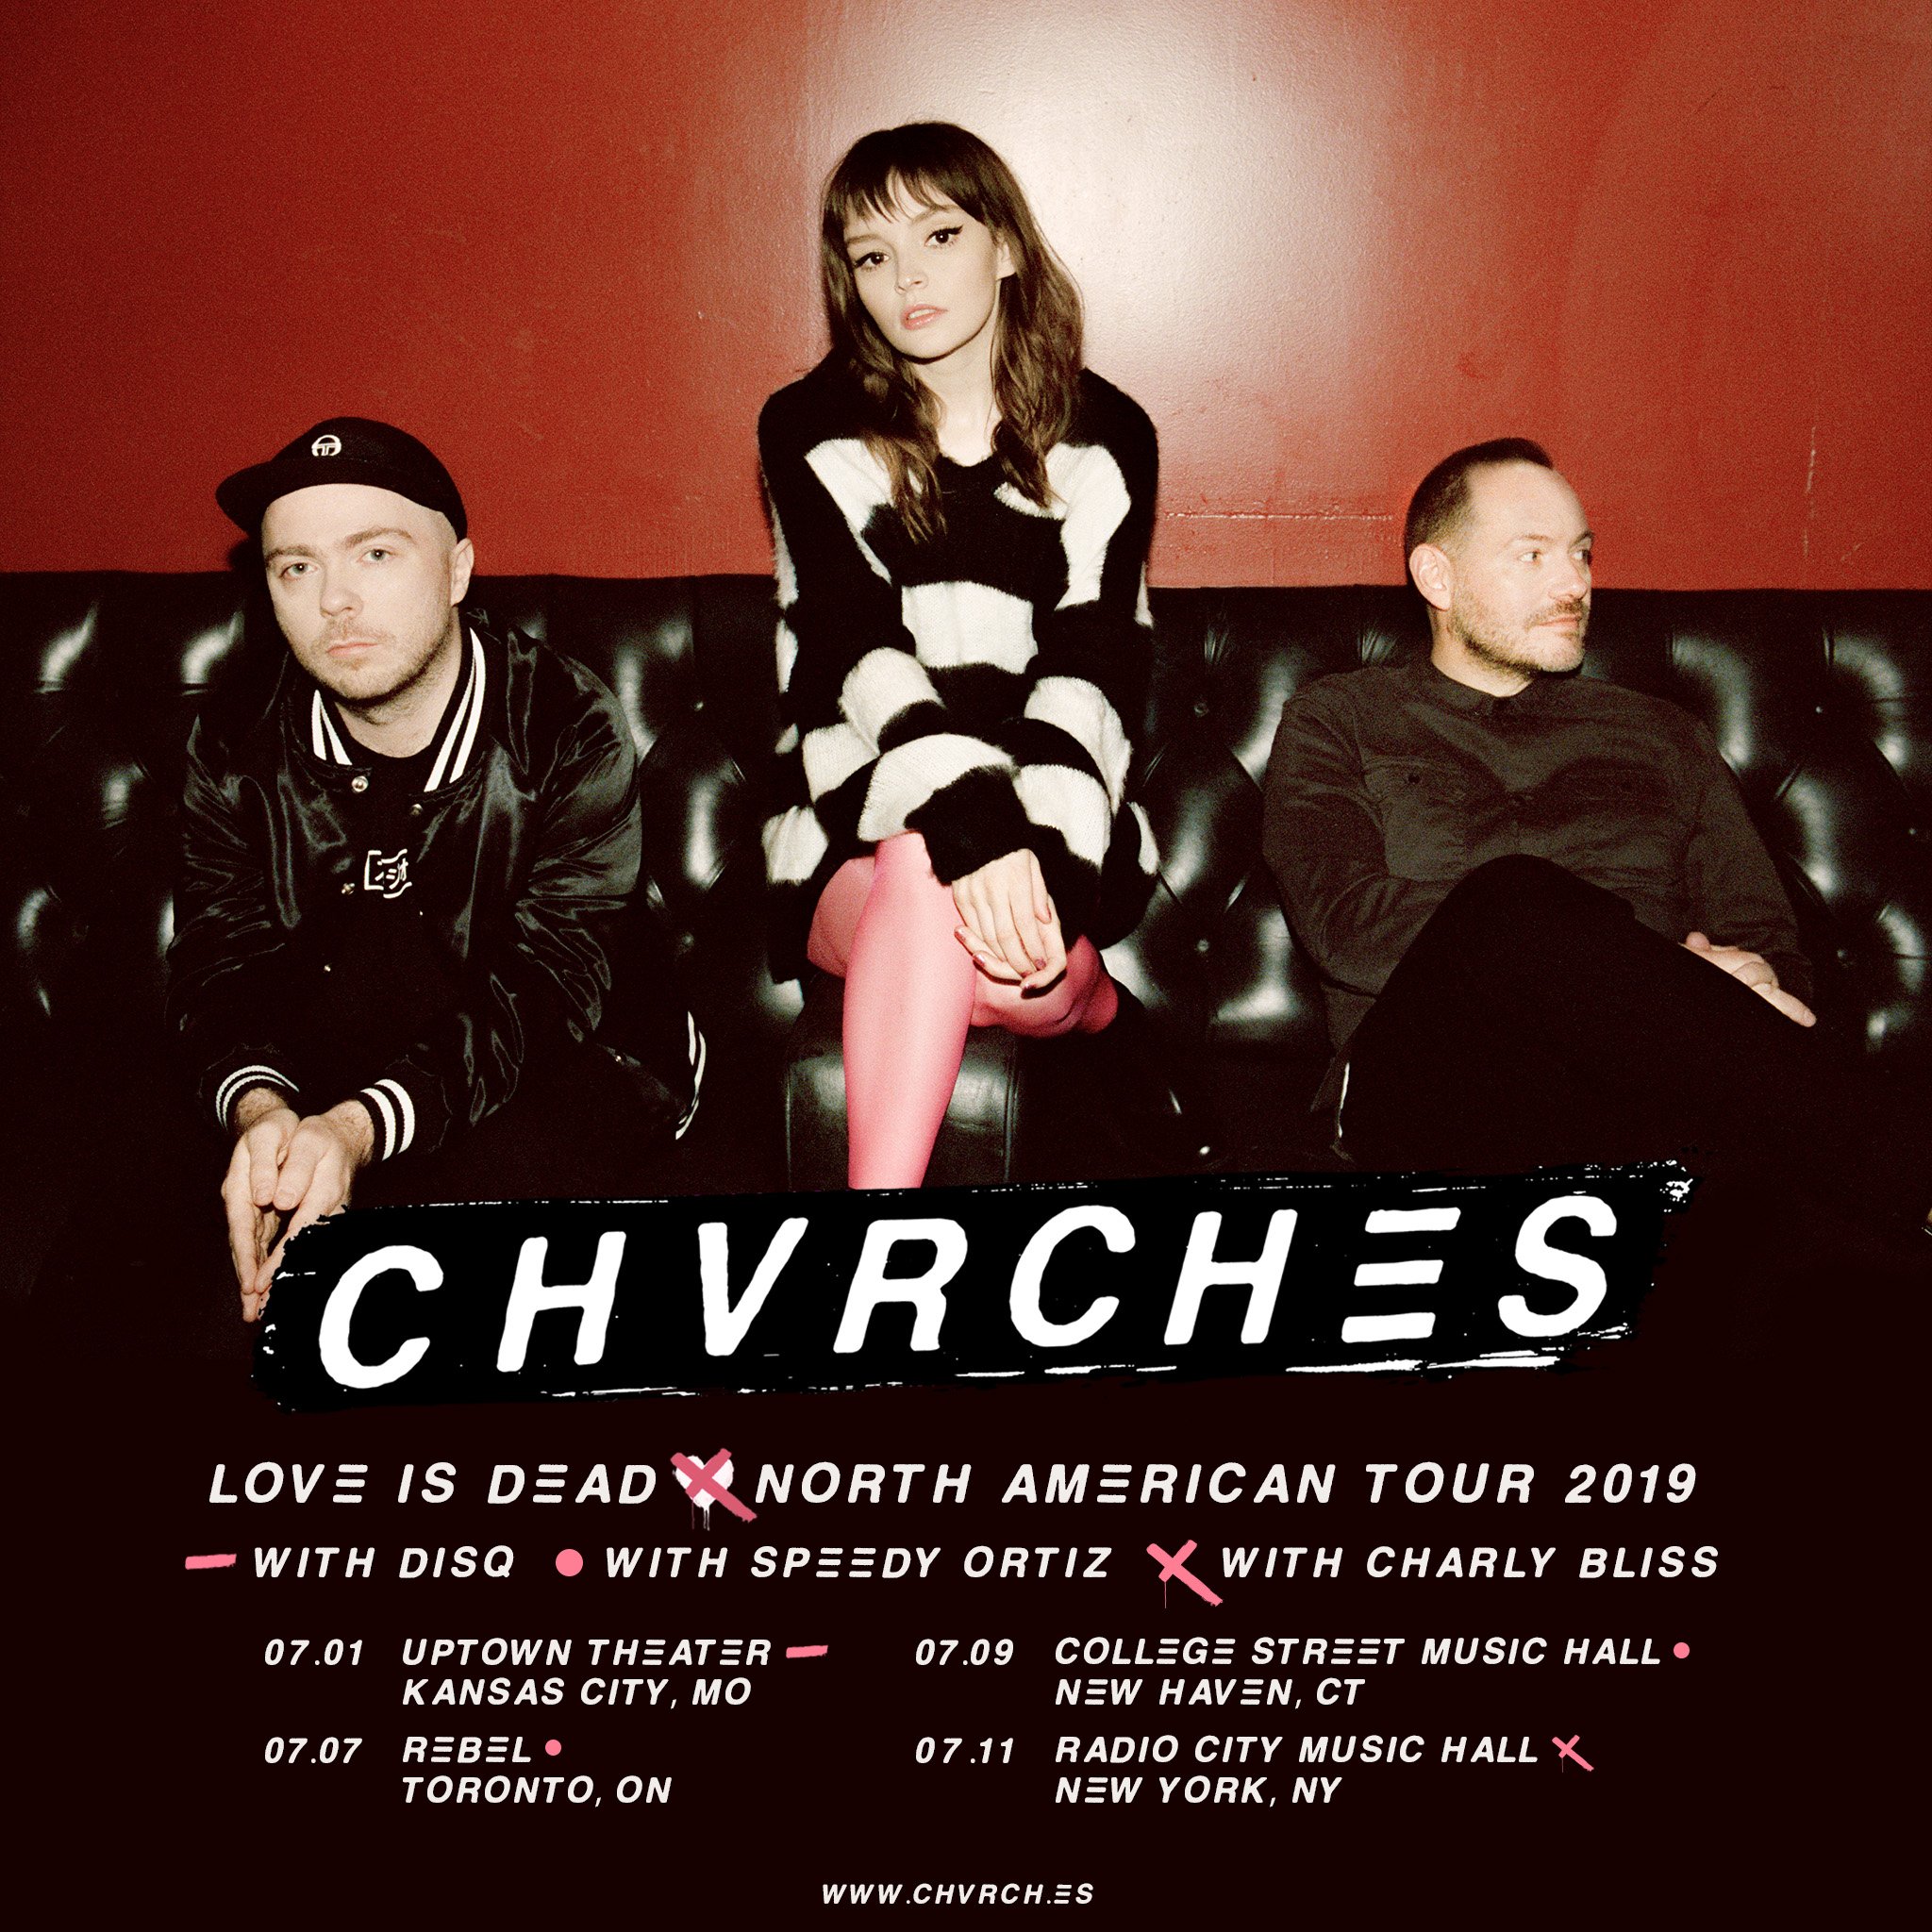 CHVRCHES
LOVE IS DEAD NORTH AMERICAN TOUR 2019
WITH DISQ WITH SPEEDY ORTIZ WITH CHARLY BLISS
07.01 UPTOWN THEATER
KANSAS CITY, MO
07.07 REBEL
TORONTO, ON
07.09 COLLEGE STREET MUSIC HALL
NEW HAVEN, CT
07.11 RADIO CITY MUSIC HALL
NEW YORK, NY
WWW.CHVRCH.ES